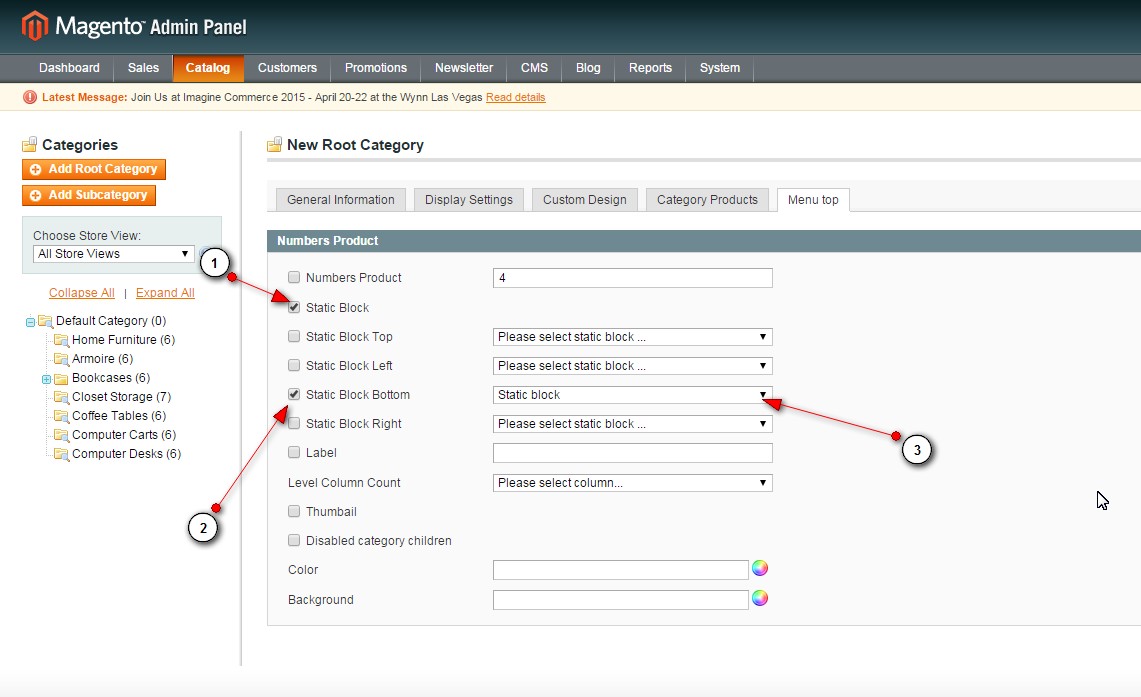 Magento™ Admin Panel
Dashboard Sales Catalog Customers Promotions Newsletter CMS Blog Reports System
Latest Message: Join Us at Imagine Commerce 2015 - April 20-22 at the Wynn Las Vegas Read details
Categories
Add Root Category
Add Subcategory
Choose Store View:
All Store Views
Collapse All | Expand All
Default Category (0)
Home Furniture (6)
Armoire (6)
Bookcases (6)
Closet Storage (7)
Coffee Tables (6)
Computer Carts (6)
Computer Desks (6)
New Root Category
General Information Display Settings Custom Design Category Products Menu top
Numbers Product
Numbers Product 4
1
Static Block
Static Block Top Please select static block ...
Static Block Left Please select static block ...
Static Block Bottom Static block
Static Block Right Please select static block ...
3
Label
Level Column Count Please select column...
Thumbail
2
Disabled category children
Color
Background